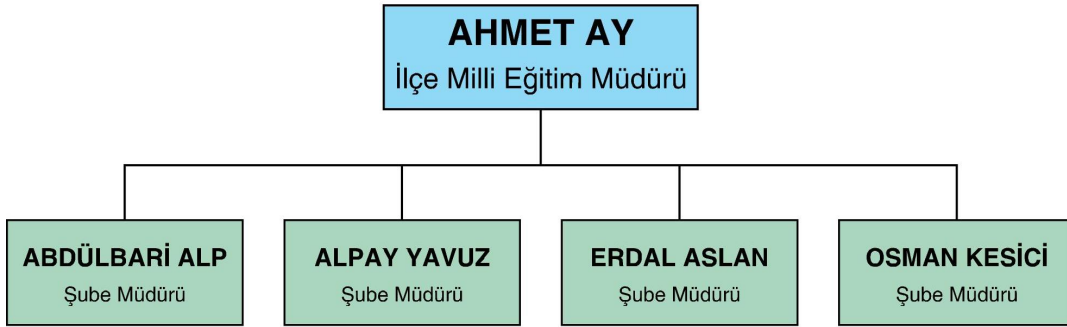 AHMET AY
İlçe Milli Eğitim Müdürü
ABDÜLBARİ ALP
Şube Müdürü
ALPAY YAVUZ
Şube Müdürü
ERDAL ASLAN
Şube Müdürü
OSMAN KESİCİ
Şube Müdürü